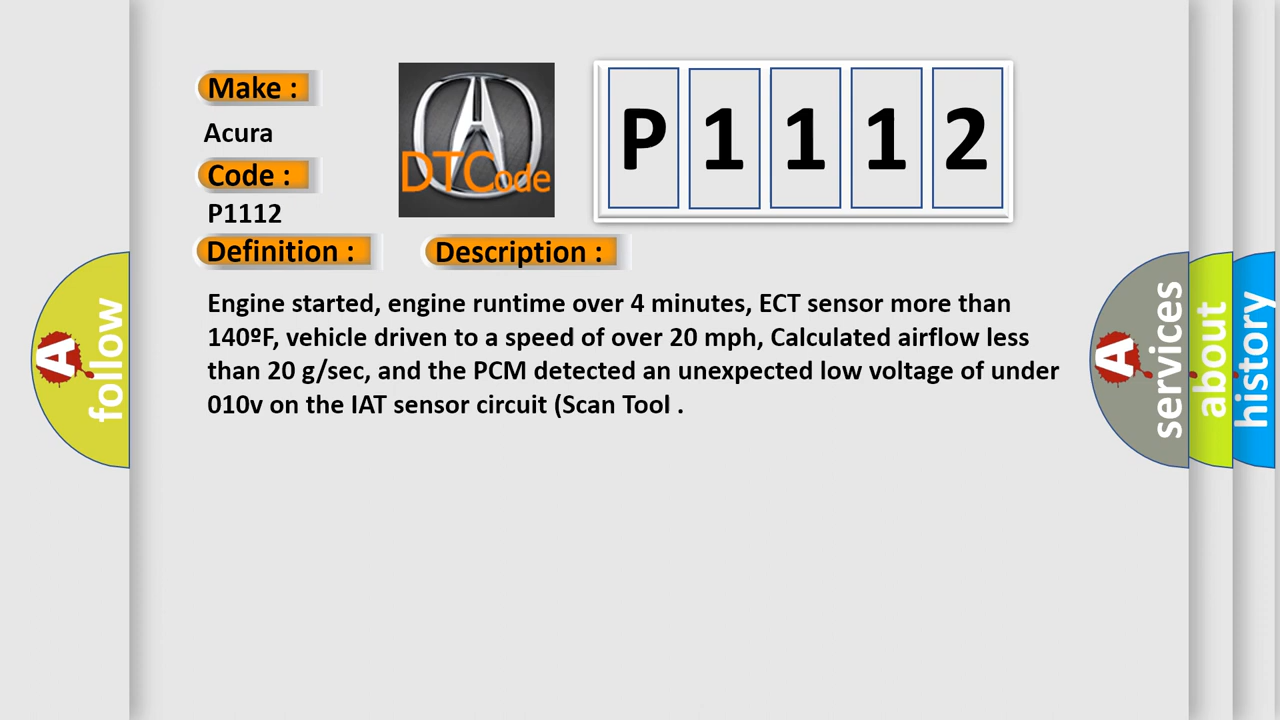 Make :
Acura
Code :
P1112
Definition :
Description :
DTCode
P 1 1 1 2
Engine started, engine runtime over 4 minutes, ECT sensor more than
140ºF, vehicle driven to a speed of over 20 mph, Calculated airflow less
than 20 g/sec, and the PCM detected an unexpected low voltage of under
010v on the IAT sensor circuit (Scan Tool .
A
follow
A
services
about
history